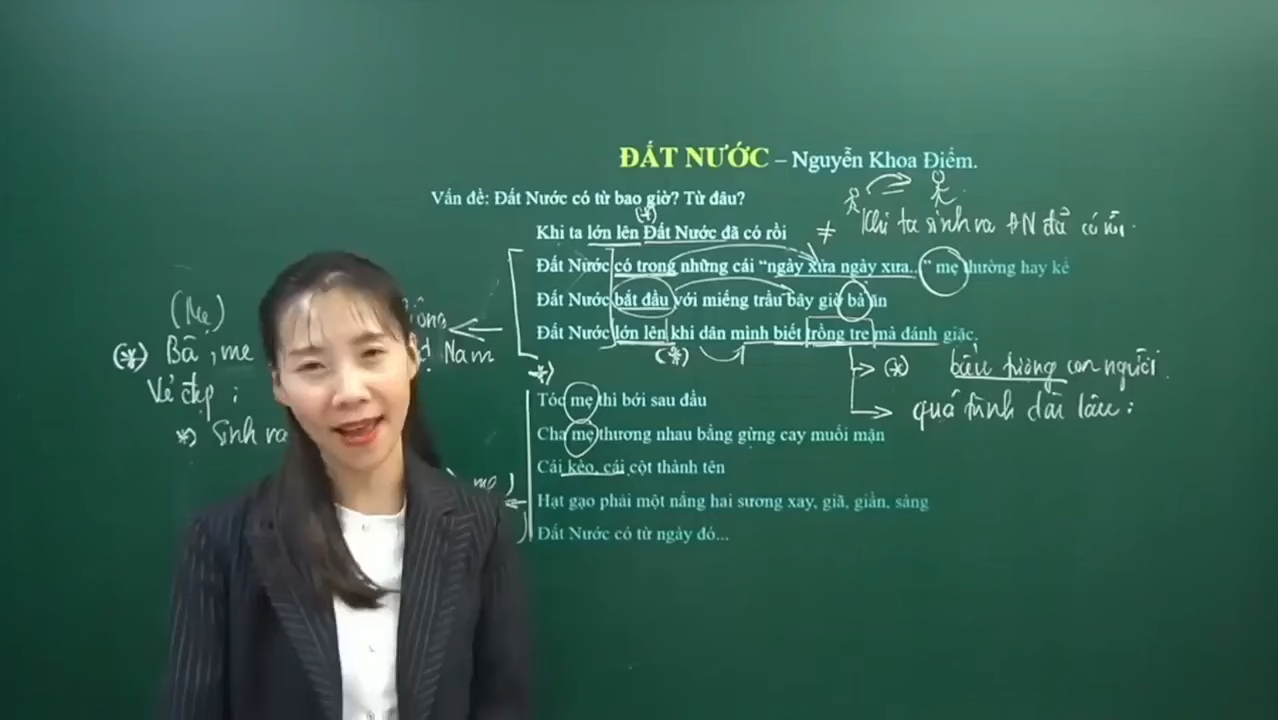 ĐẤT NƯỚC – Nguyễn Khoa Điềm.
Vấn đề: Đất Nước có từ bao giờ? Từ đâu?
(*)
Khi ta lớn lên Đất Nước đã có rồi ≠ Khi ta sinh ra ĐN đã có rồi.
Đất Nước có trong những cái “ngày xửa ngày xưa...” mẹ thường hay kể
Đất Nước bắt đầu với miếng trầu bây giờ bà ăn
Đất Nước lớn lên khi dân mình biết trồng tre mà đánh giặc.
(*)
(*) biểu tượng con người.
quá trình dài lâu:
Tóc mẹ thì bới sau đầu
Cha mẹ thương nhau bằng gừng cay muối mặn
Cái kèo, cái cột thành tên
Hạt gạo phải một nắng hai sương xay, giã, giần, sàng
Đất Nước có từ ngày đó...
(Mẹ)
(*) Bà, mẹ
Nam
Vẻ đẹp:
*) Sinh ra
mẹ)